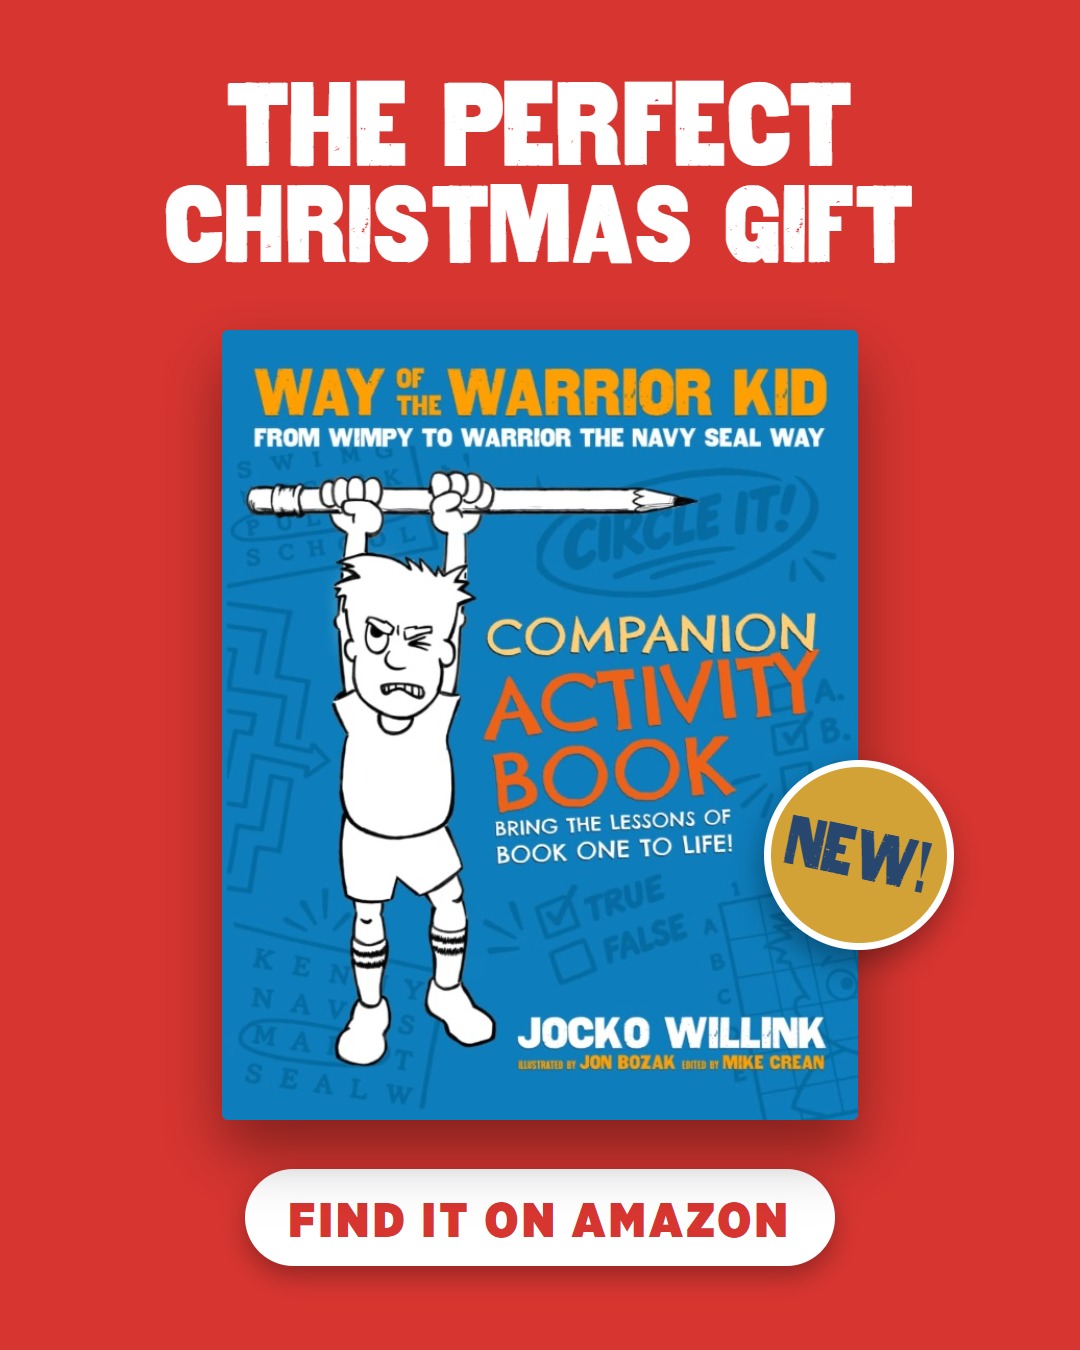 THE PERFECT
CHRISTMAS GIFT
WAY OF THE WARRIOR KID
FROM WIMPY TO WARRIOR THE NAVY SEAL WAY
S W I M G
K
P U L
S C H O O L
CIRCLE IT!
COMPANION
ACTIVITY
BOOK
BRING THE LESSONS OF
BOOK ONE TO LIFE!
A.
B.
NEW!
TRUE
FALSE
1
A
B
C
E
K E N Y
N A V S
M A R T
S E A L W
JOCKO WILLINK
ILLUSTRATED BY JON BOZAK EDITED BY MIKE CREAN
FIND IT ON AMAZON